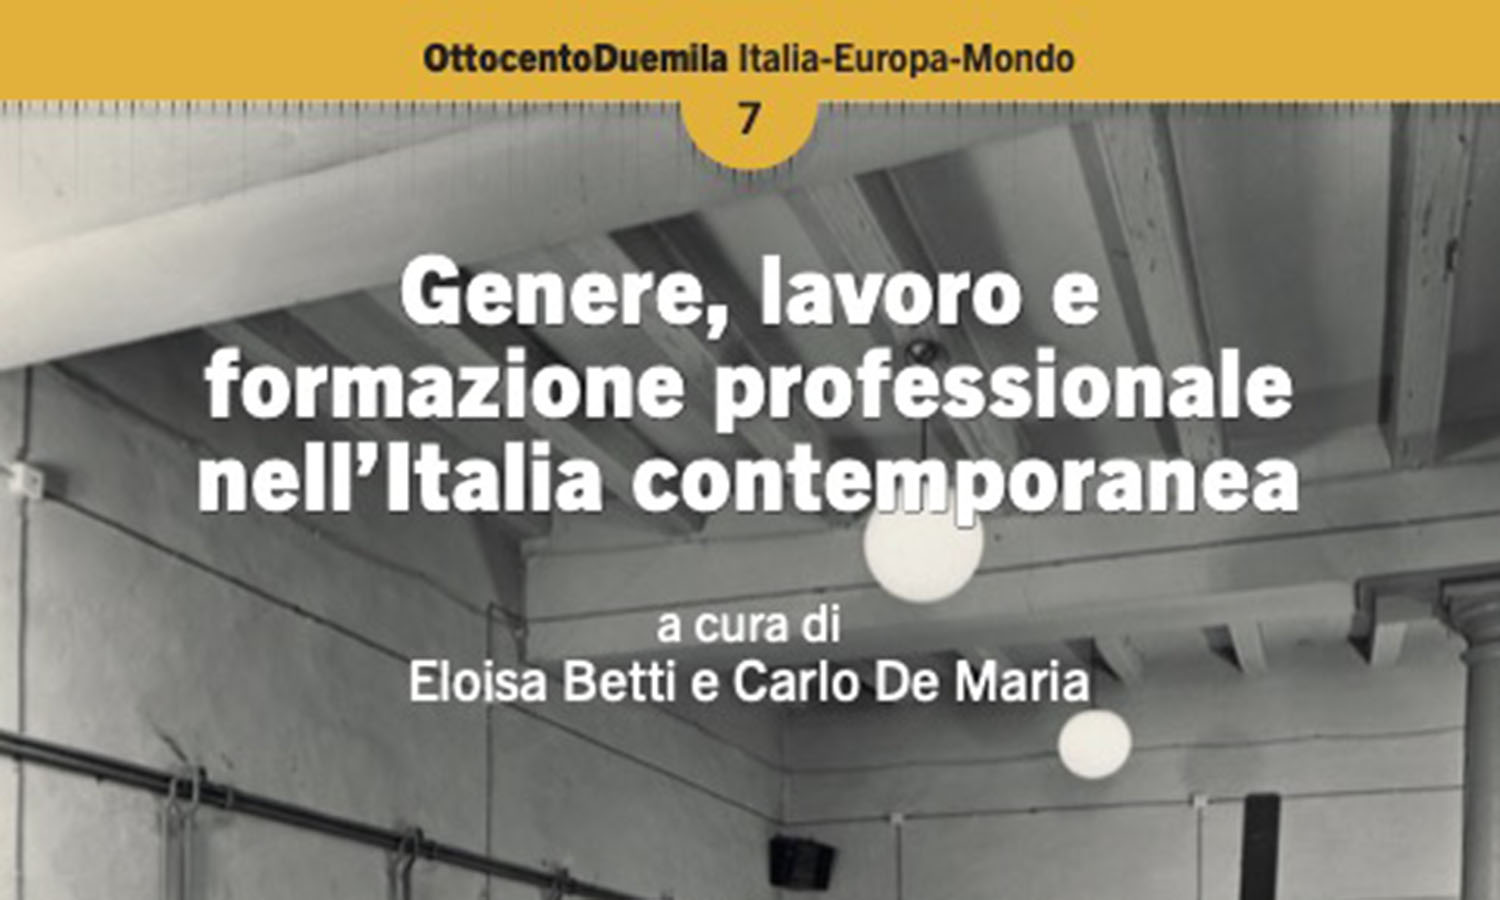 OttocentoDuemila Italia-Europa-Mondo
7
Genere, lavoro e
formazione professionale
nell'Italia contemporanea
a cura di
Eloisa Betti e Carlo De Maria